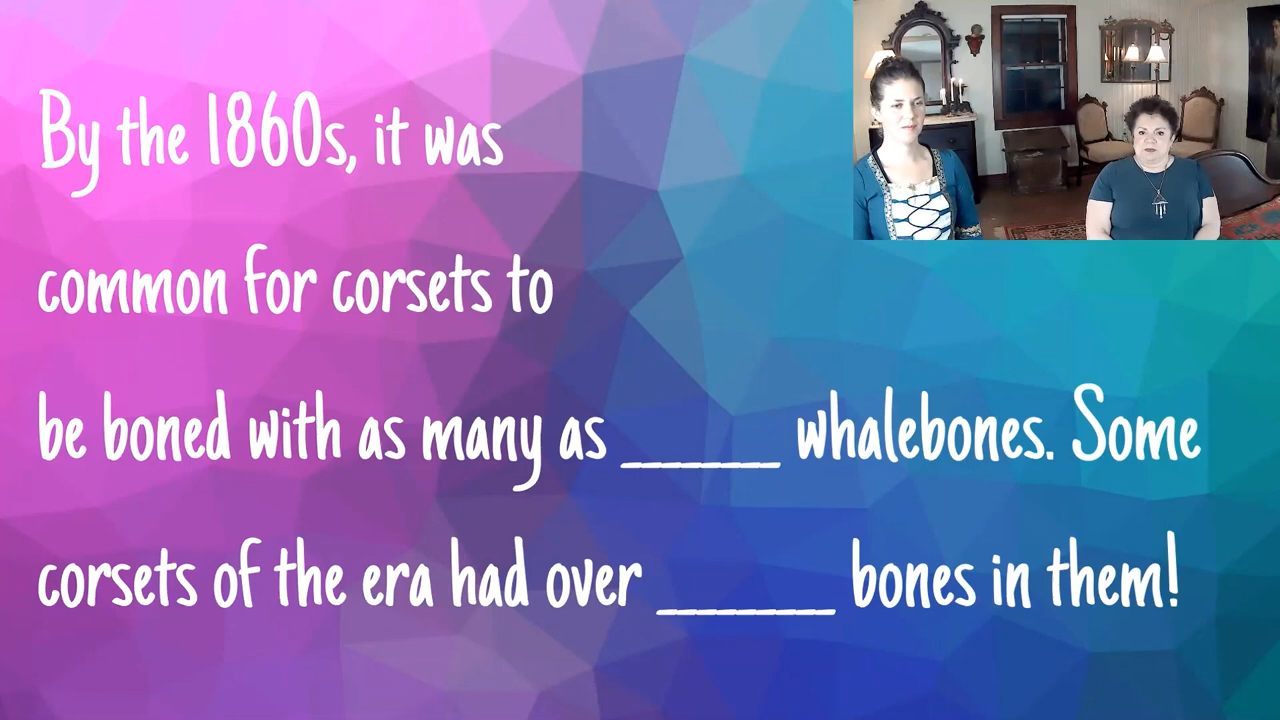 By the 1860s, it was
common for corsets to
be boned with as many as ______ whalebones. Some
corsets of the era had over _______ bones in them!